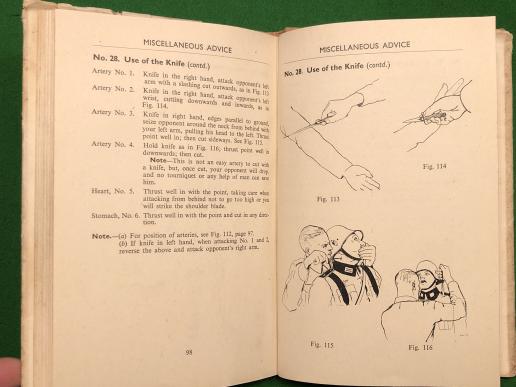 MISCELLANEOUS ADVICE
No. 28. Use of the Knife (contd.)
Artery No. 1. Knife in the right hand, attack opponent's left
arm with a slashing cut outwards, as in Fig. 113.
Artery No. 2. Knife in the right hand, attack opponent's left
wrist, cutting downwards and inwards, as in
Fig. 114.
Artery No. 3. Knife in right hand, edges parallel to ground,
seize opponent around the neck from behind with
your left arm, pulling his head to the left. Thrust
point well in; then cut sideways. See Fig. 115.
Artery No. 4. Hold knife as in Fig. 116; thrust point well in
downwards; then cut.
Note—This is not an easy artery to cut with
a knife, but, once cut, your opponent will drop,
and no tourniquet or any help of man can save
him.
Heart, No. 5. Thrust well in with the point, taking care when
attacking from behind not to go too high or you
will strike the shoulder blade.
Stomach, No. 6. Thrust well in with the point and cut in any direc-
tion.
Note.—(a) For position of arteries, see Fig. 112, page 97.
(b) If knife in left hand, when attacking No. 1 and 2,
reverse the above and attack opponent's right arm.
98
MISCELLANEOUS ADVICE
No. 28. Use of the Knife (contd.)
Fig. 114
Fig. 113
Fig. 115
Fig. 116